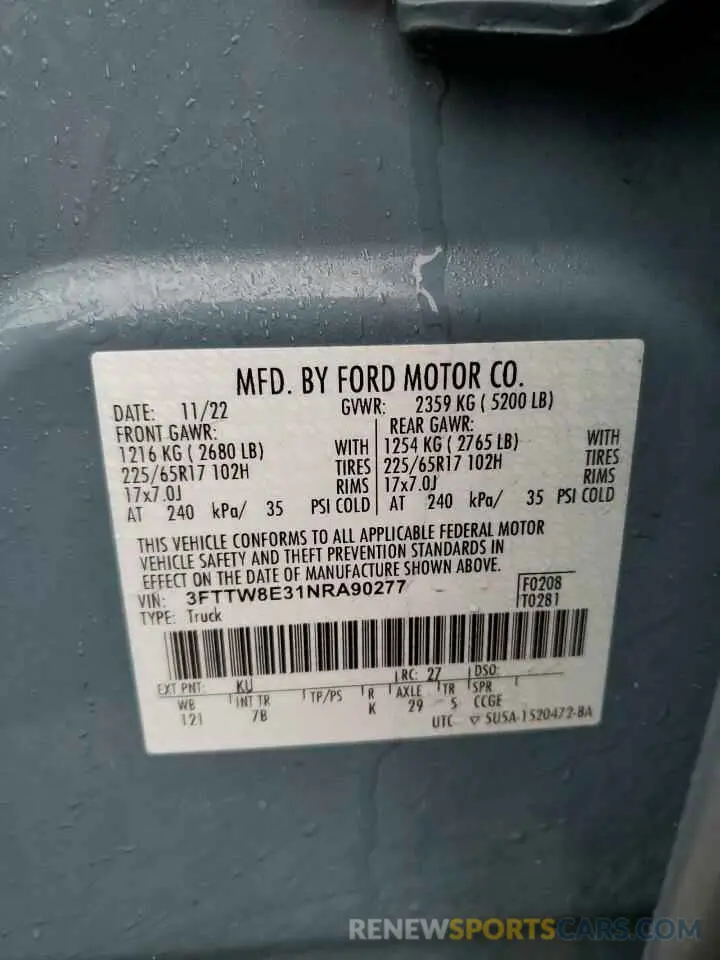 MFD. BY FORD MOTOR CO.
DATE: 11/22 GVWR: 2359 KG ( 5200 LB)
FRONT GAWR: REAR GAWR:
1216 KG ( 2680 LB) WITH 1254 KG ( 2765 LB) WITH
225/65R17 102H TIRES 225/65R17 102H TIRES
17x7.0J RIMS 17x7.0J RIMS
AT 240 kPa/ 35 PSI COLD AT 240 kPa/ 35 PSI COLD
THIS VEHICLE CONFORMS TO ALL APPLICABLE FEDERAL MOTOR
VEHICLE SAFETY AND THEFT PREVENTION STANDARDS IN
EFFECT ON THE DATE OF MANUFACTURE SHOWN ABOVE.
VIN: 3FTTW8E31NRA90277 F0208
TYPE: Truck T0281
EXT PNT: KU RC: 27 DSO:
WB INT TR TP/PS R AXLE TR SPR
121 7B K 29 S CCGE
UTC ▽ 5U5A-1520472-BA
RENEWSPORTSCARS.COM